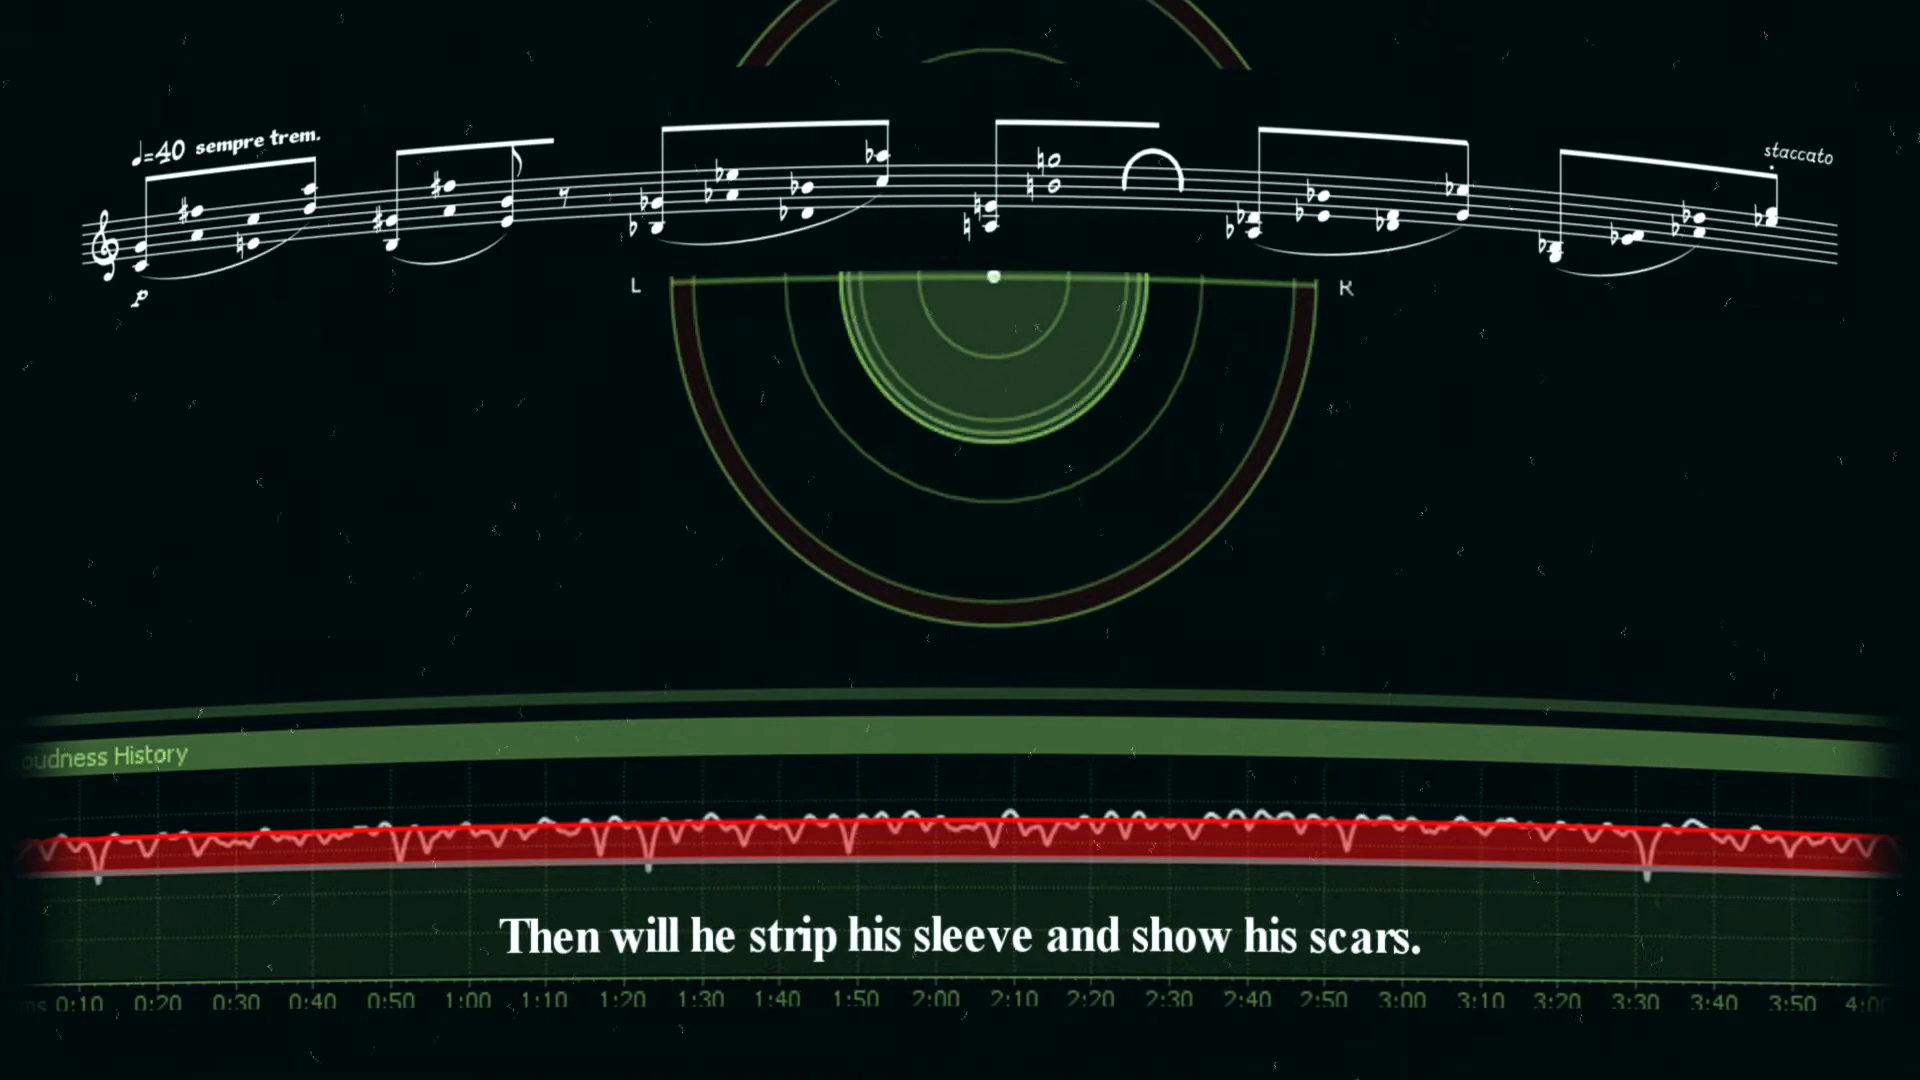 ♩=40 sempre trem.
staccato
p
L
R
oudness History
Then will he strip his sleeve and show his scars.
ms 0:10 0:20 0:30 0:40 0:50 1:00 1:10 1:20 1:30 1:40 1:50 2:00 2:10 2:20 2:30 2:40 2:50 3:00 3:10 3:20 3:30 3:40 3:50 4:00